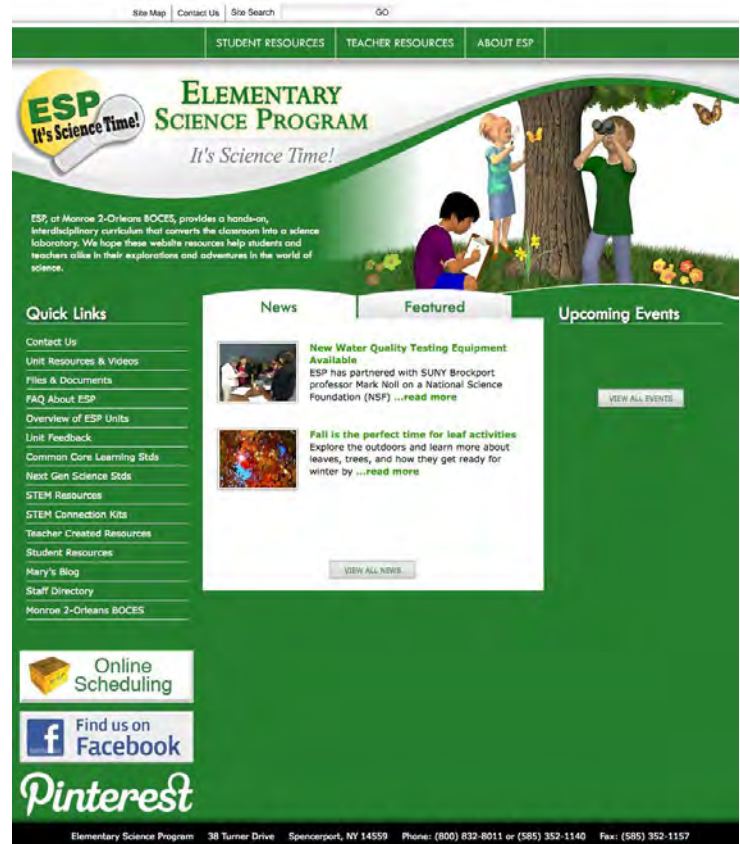 Site Map
Contact Us
Site Search
GO
STUDENT RESOURCES
TEACHER RESOURCES
ABOUT ESP
ESP
It's Science Time!
ELEMENTARY
SCIENCE PROGRAM
It's Science Time!
ESP, at Monroe 2-Orleans BOCES, provides a hands-on,
interdisciplinary curriculum that converts the classroom into a science
laboratory. We hope these website resources help students and
teachers alike in their explorations and adventures in the world of
science.
Quick Links
Contact Us
Unit Resources & Videos
Files & Documents
FAQ About ESP
Overview of ESP Units
Unit Feedback
Common Core Learning Stds
Next Gen Science Stds
STEM Resources
STEM Connection Kits
Teacher Created Resources
Student Resources
Mary's Blog
Staff Directory
Monroe 2-Orleans BOCES
Online
Scheduling
Find us on
Facebook
Pinterest
News
Featured
New Water Quality Testing Equipment
Available
ESP has partnered with SUNY Brockport
professor Mark Noll on a National Science
Foundation (NSF) ...read more
Fall is the perfect time for leaf activities
Explore the outdoors and learn more about
leaves, trees, and how they get ready for
winter by ...read more
VIEW ALL NEWS
Upcoming Events
VIEW ALL EVENTS
Elementary Science Program 38 Turner Drive Spencerport, NY 14559 Phone: (800) 832-8011 or (585) 352-1140 Fax: (585) 352-1157